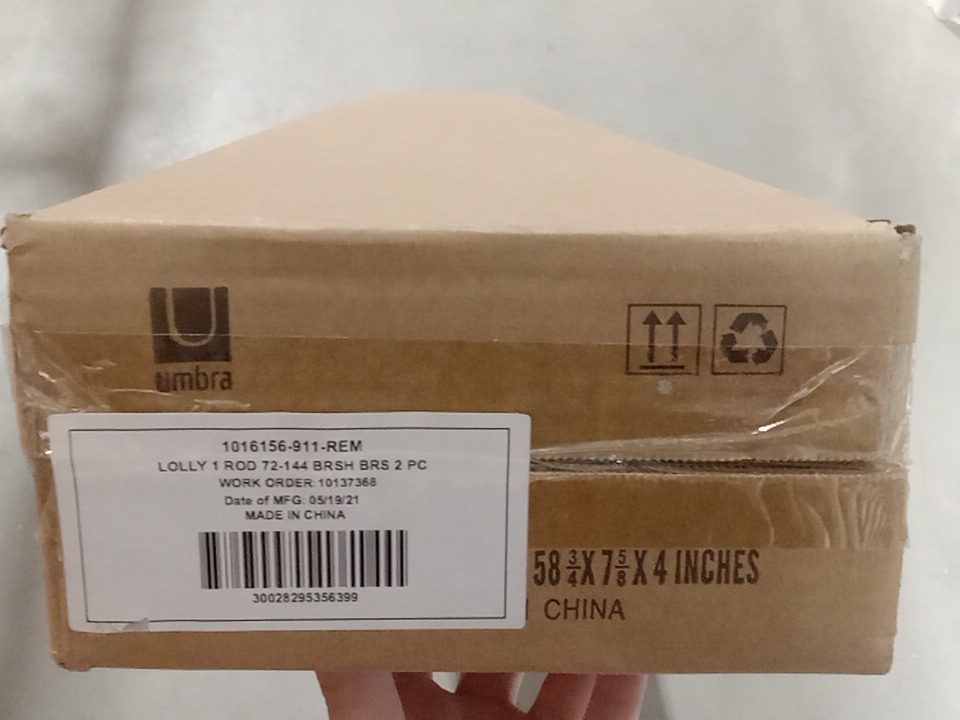 umbra
1016156-911-REM
LOLLY 1 ROD 72-144 BRSH BRS 2 PC
WORK ORDER: 10137368
Date of MFG: 05/19/21
MADE IN CHINA
30028295356399
58 3/4 X 7 5/8 X 4 INCHES
CHINA